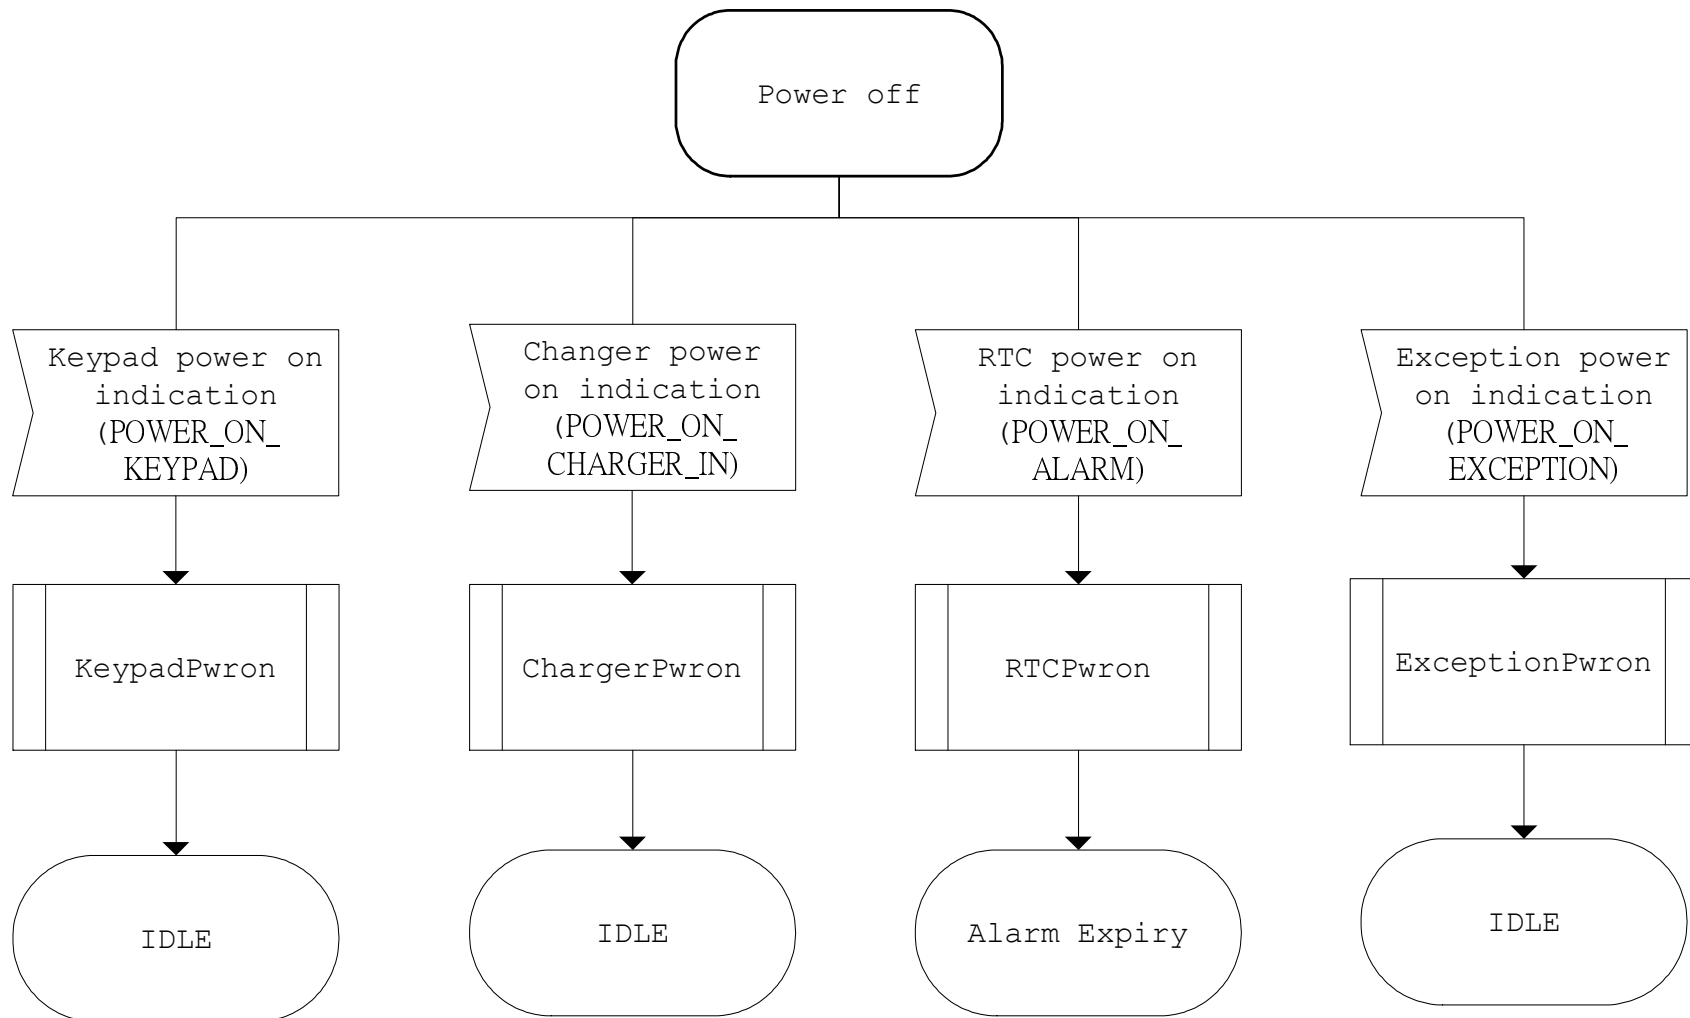 Power off
Keypad power on
indication
(POWER_ON_
KEYPAD)
Changer power
on indication
(POWER_ON_
CHARGER_IN)
RTC power on
indication
(POWER_ON_
ALARM)
Exception power
on indication
(POWER_ON_
EXCEPTION)
KeypadPwron
ChargerPwron
RTCPwron
ExceptionPwron
IDLE
IDLE
Alarm Expiry
IDLE